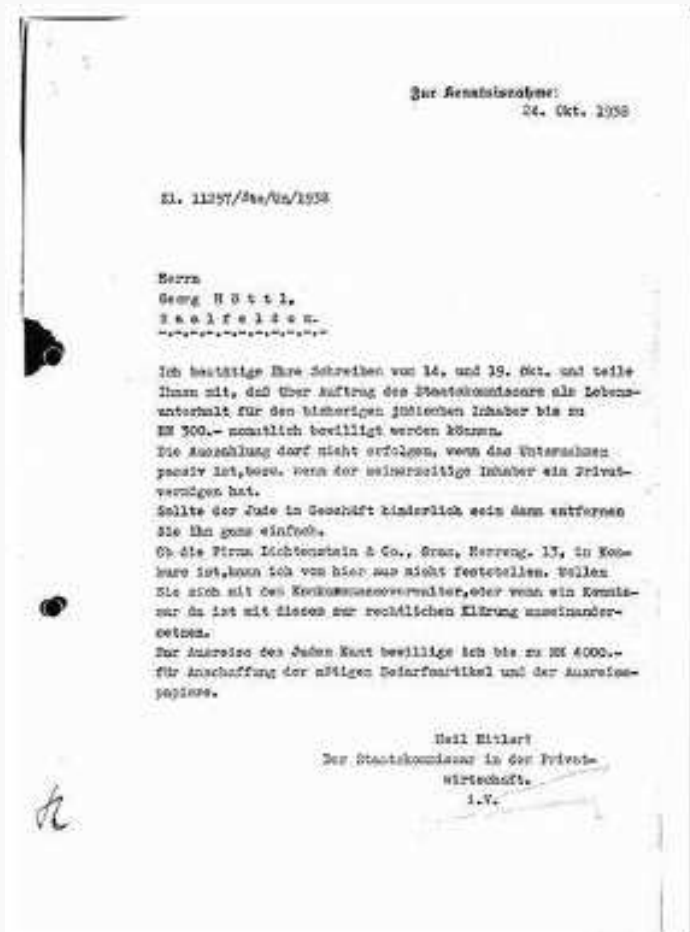 Zur Kenntnisnahme:
24. Okt. 1938
Zl. 11257/Ste/Un/1938
Herrn
Georg H ö t t l,
S a a l f e l d e n.
Ich bestätige Ihre Schreiben vom 14. und 19. Okt. und teile
Ihnen mit, daß über Auftrag des Staatskommissars als Lebens-
unterhalt für den bisherigen jüdischen Inhaber bis zu
RM 300.- monatlich bewilligt werden können.
Die Auszahlung darf nicht erfolgen, wenn das Unternehmen
passiv ist,bezw. wenn der seinerzeitige Inhaber ein Privat-
vermögen hat.
Sollte der Jude in Geschäft hinderlich sein dann entfernen
Sie ihn ganz einfach.
Ob die Firma Lichtenstein & Co., Graz, Herreng. 13, in Kon-
kurs ist,kann ich von hier aus nicht feststellen. Wollen
Sie sich mit den Konkursmasseverwalter,oder wenn ein Kommis-
sar da ist mit diesem zur rechtlichen Klärung auseinander-
setzen.
Zur Ausreise des Juden Kant bewillige ich bis zu RM 4000.-
für Anschaffung der nötigen Bedarfsartikel und der Ausreise-
papiere.
Heil Hitler!
Der Staatskommissar in der Privat-
wirtschaft.
i.V.